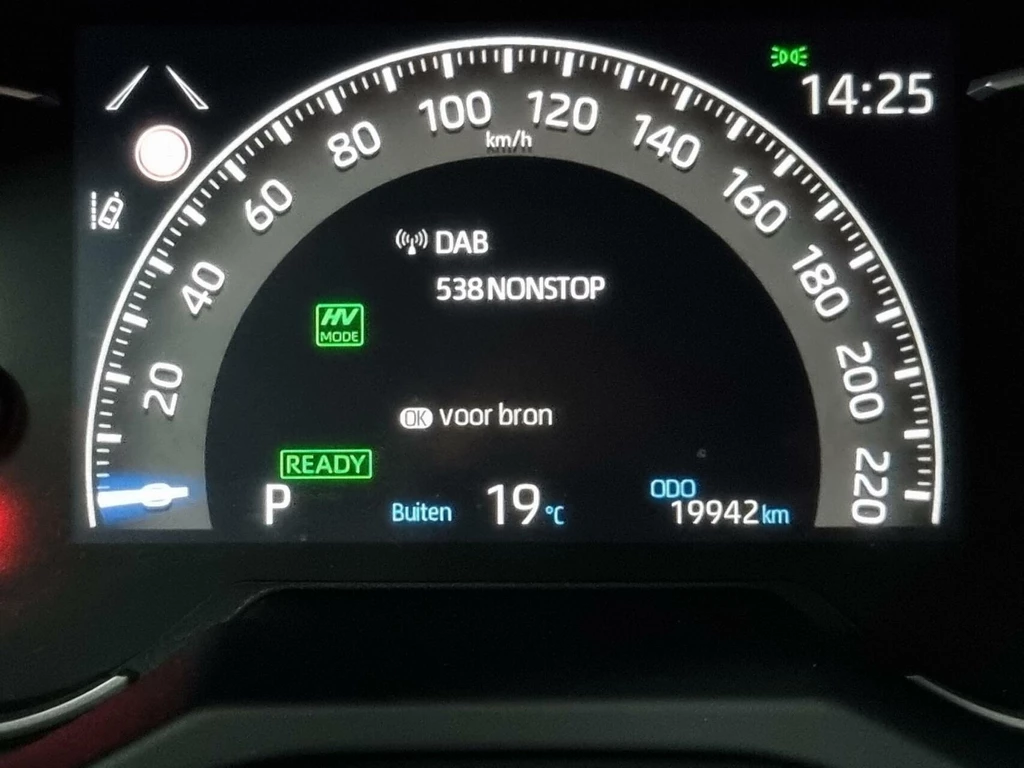 14:25
0
20
40
60
80
100
120
140
160
180
200
220
km/h
DAB
538 NONSTOP
HV
MODE
OK voor bron
READY
P
Buiten 19 °C
ODO
19942 km